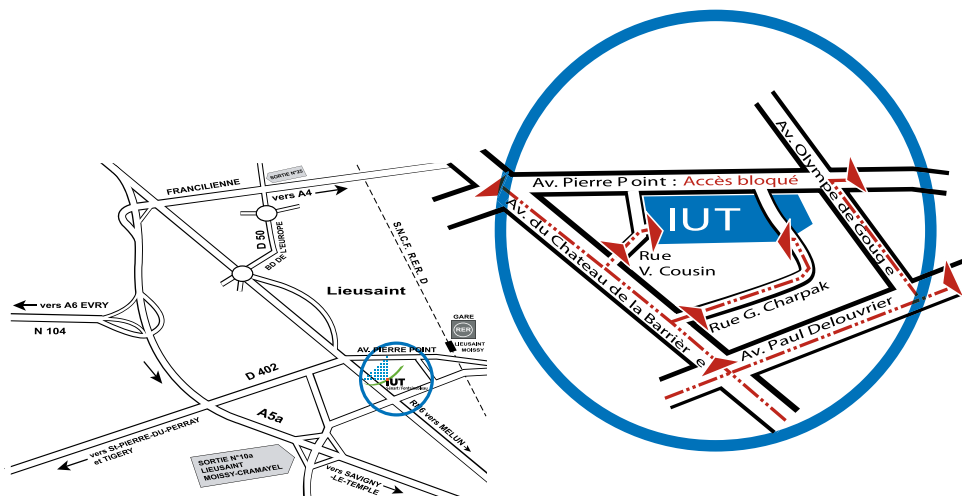 SORTIE N°25
FRANCILIENNE
vers A4
D 50
BD DE L'EUROPE
S.N.C.F. R.E.R. D
Lieusaint
vers A6 EVRY
N 104
GARE
RER
LIEUSAINT
MOISSY
AV. PIERRE POINT
D 402
IUT
A5a
RN6 vers MELUN
vers St-PIERRE-DU-PERRAY
et TIGERY
SORTIE N°10a
LIEUSAINT
MOISSY-CRAMAYEL
vers SAVIGNY
-LE-TEMPLE
Av. Olympe de Gouge
Av. Pierre Point : Accès bloqué
IUT
Av. du Chateau de la Barrière
Rue
V. Cousin
Rue G. Charpak
Av. Paul Delouvrier